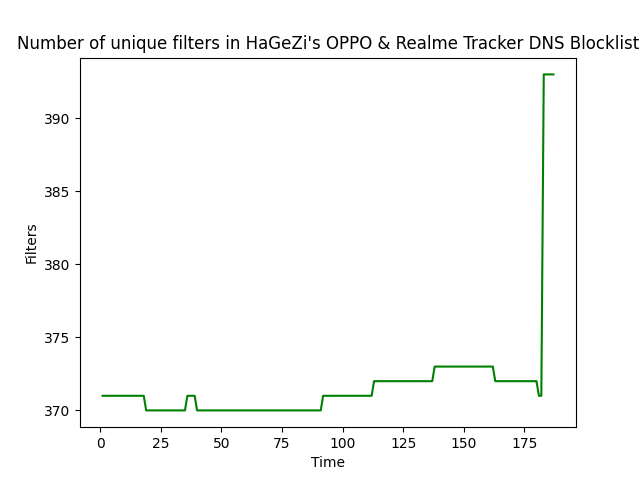 Number of unique filters in HaGeZi's OPPO & Realme Tracker DNS Blocklist
390
385
380
375
370
Filters
0 25 50 75 100 125 150 175
Time